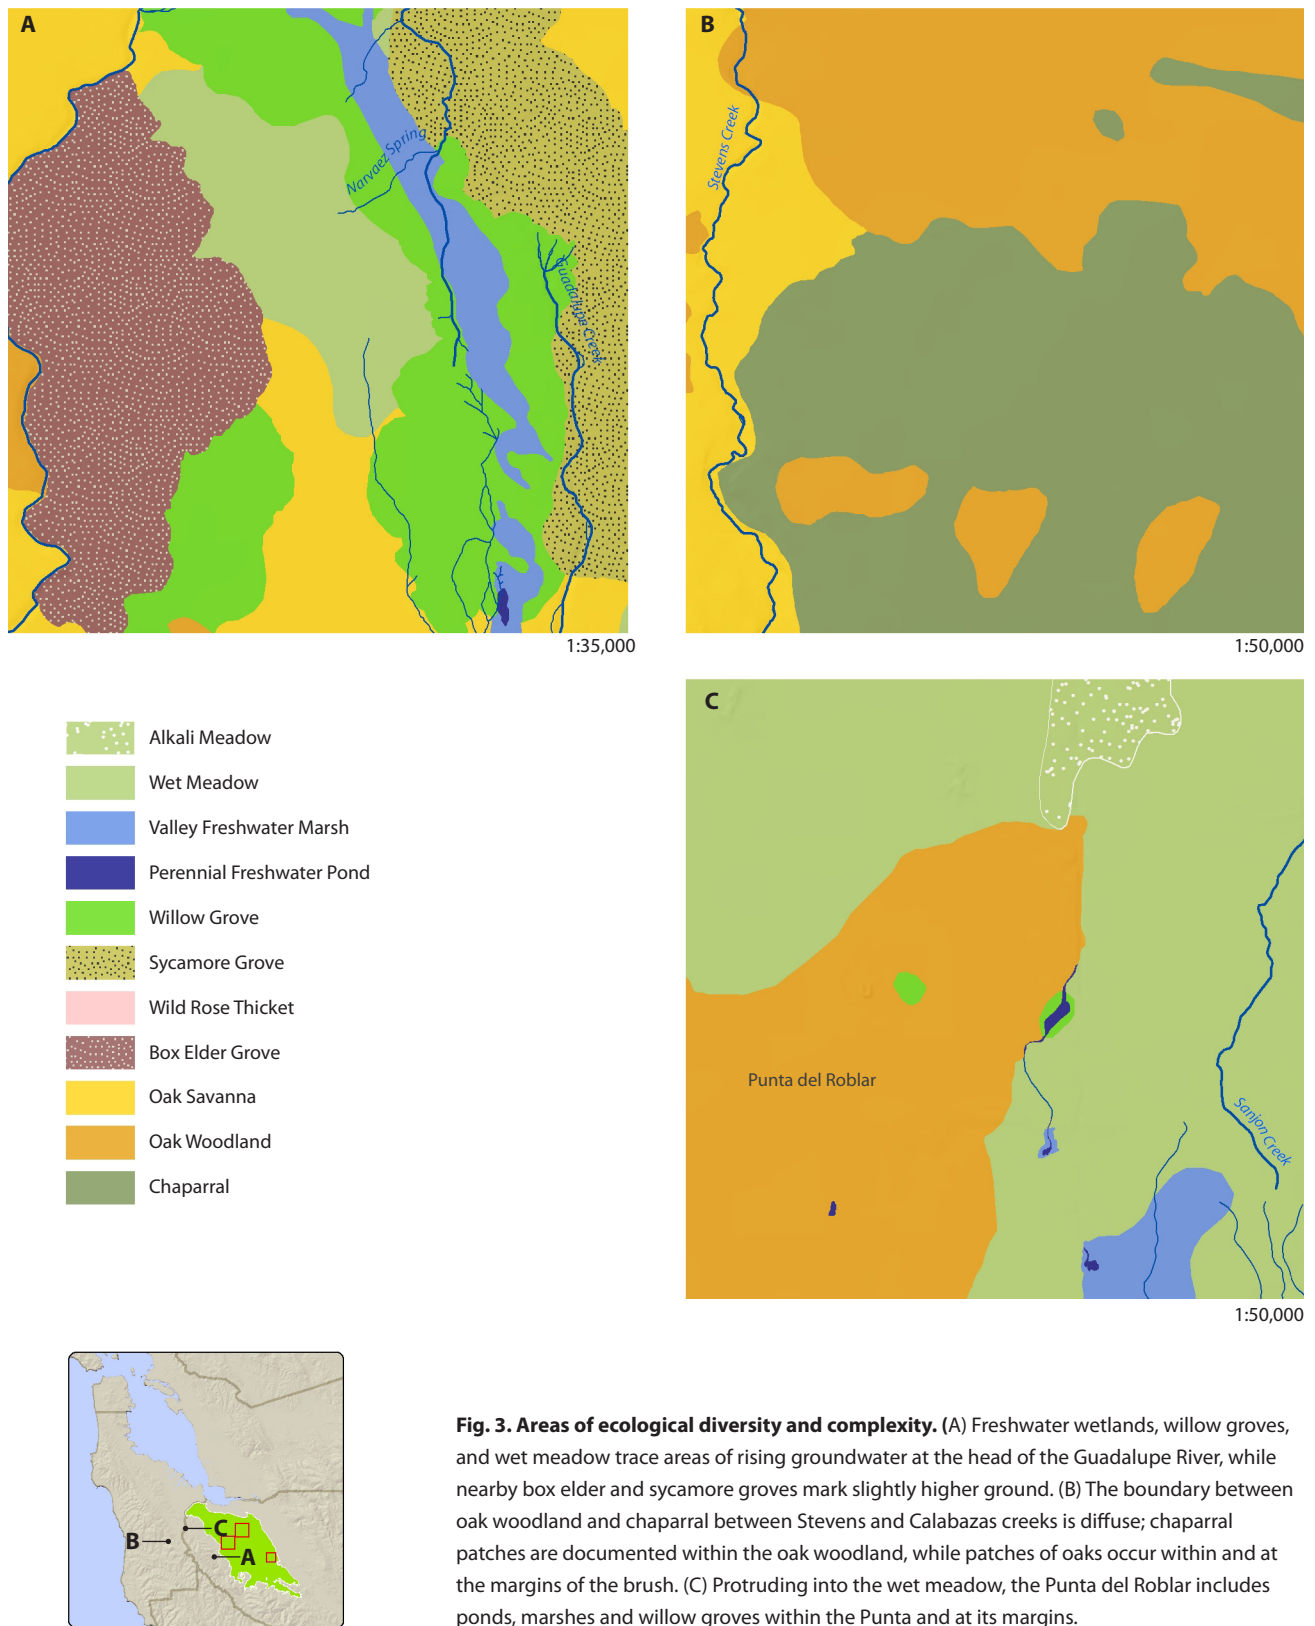 A
Narvaez Spring
Guadalupe Creek
1:35,000
B
Stevens Creek
1:50,000
Alkali Meadow
Wet Meadow
Valley Freshwater Marsh
Perennial Freshwater Pond
Willow Grove
Sycamore Grove
Wild Rose Thicket
Box Elder Grove
Oak Savanna
Oak Woodland
Chaparral
C
Punta del Roblar
Sanjon Creek
1:50,000
C
B
A
Fig. 3. Areas of ecological diversity and complexity. (A) Freshwater wetlands, willow groves,
and wet meadow trace areas of rising groundwater at the head of the Guadalupe River, while
nearby box elder and sycamore groves mark slightly higher ground. (B) The boundary between
oak woodland and chaparral between Stevens and Calabazas creeks is diffuse; chaparral
patches are documented within the oak woodland, while patches of oaks occur within and at
the margins of the brush. (C) Protruding into the wet meadow, the Punta del Roblar includes
ponds, marshes and willow groves within the Punta and at its margins.